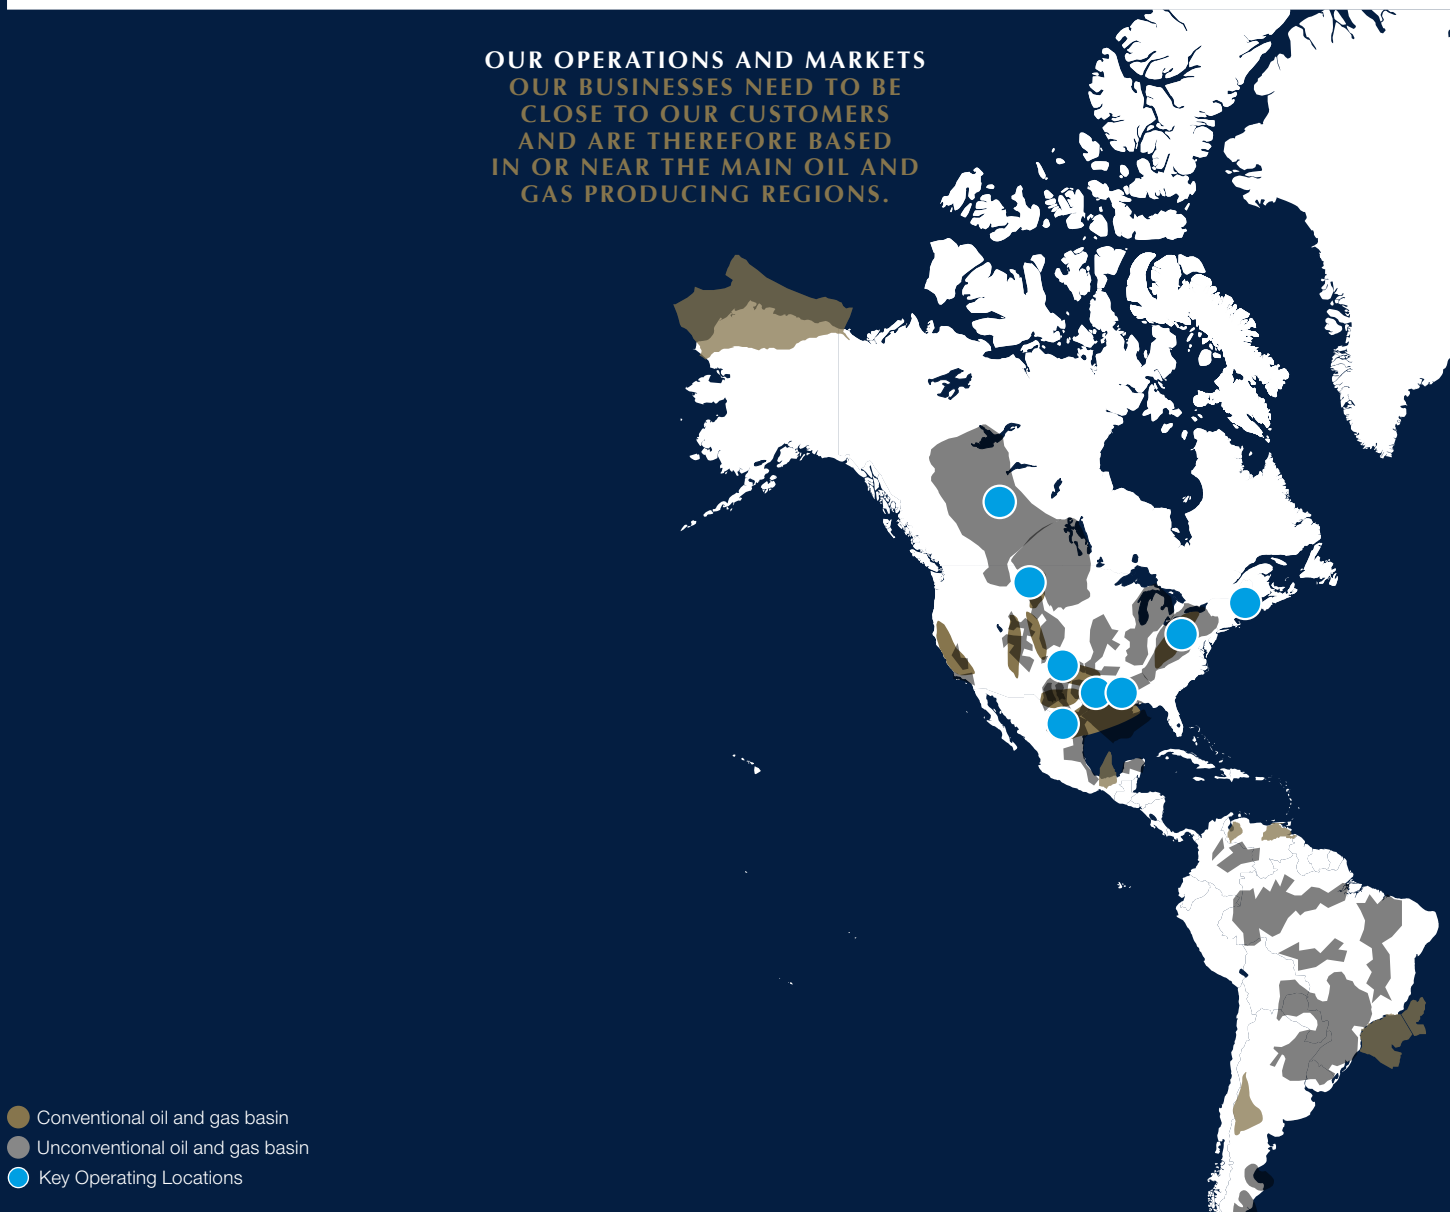 OUR OPERATIONS AND MARKETS
OUR BUSINESSES NEED TO BE
CLOSE TO OUR CUSTOMERS
AND ARE THEREFORE BASED
IN OR NEAR THE MAIN OIL AND
GAS PRODUCING REGIONS.
Conventional oil and gas basin
Unconventional oil and gas basin
Key Operating Locations